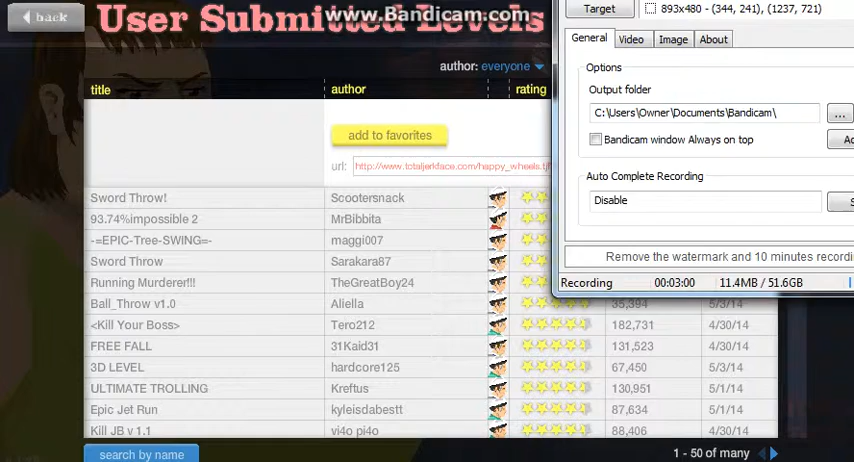 back
User Submitted Levels
www.Bandicam.com
author: everyone
title author rating
add to favorites
url: http://www.totaljerkface.com/happy_wheels.tjf
Sword Throw! Scootersnack
93.74%impossible 2 MrBibbita
-=EPIC-Tree-SWING=- maggi007
Sword Throw Sarakara87
Running Murderer!!! TheGreatBoy24
Ball_Throw v1.0 Aliella 35,394 5/3/14
<Kill Your Boss> Tero212 182,731 4/30/14
FREE FALL 31Kaid31 131,523 4/30/14
3D LEVEL hardcore125 67,450 5/3/14
ULTIMATE TROLLING Kreftus 130,951 5/1/14
Epic Jet Run kyleisdabestt 87,634 5/1/14
Kill JB v 1.1 vi4o pi4o 88,406 4/30/14
search by name
1 - 50 of many
Target
893x480 - (344, 241), (1237, 721)
General Video Image About
Options
Output folder
C:\Users\Owner\Documents\Bandicam\
...
Bandicam window Always on top
Auto Complete Recording
Disable
Remove the watermark and 10 minutes recordin
Recording 00:03:00 11.4MB / 51.6GB